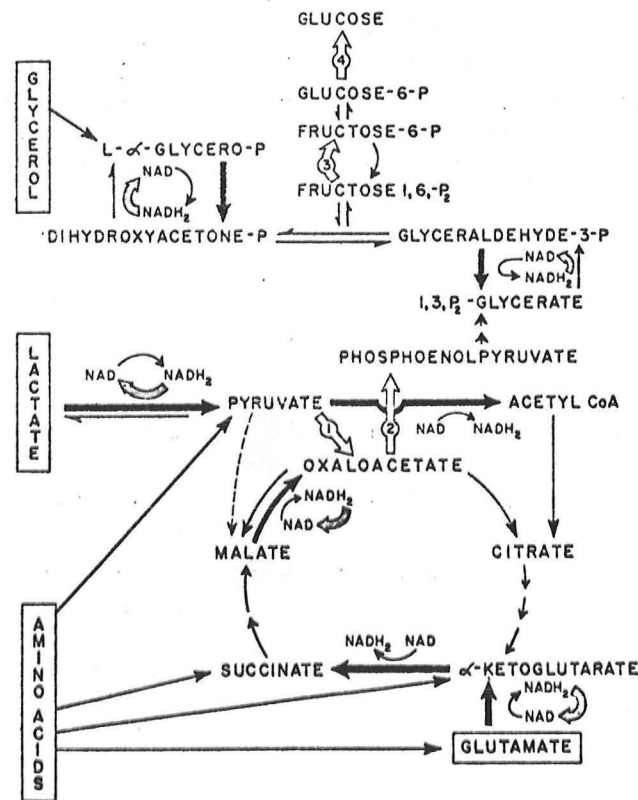 GLUCOSE
4
GLUCOSE-6-P
FRUCTOSE-6-P
3
FRUCTOSE 1,6,-P₂
GLYCEROL
L-α-GLYCERO-P
NAD
NADH₂
DIHYDROXYACETONE-P
GLYCERALDEHYDE-3-P
NAD
NADH₂
1,3,P₂-GLYCERATE
PHOSPHOENOLPYRUVATE
LACTATE
NAD NADH₂
PYRUVATE
ACETYL CoA
1
2
NAD NADH₂
OXALOACETATE
NADH₂
NAD
MALATE
CITRATE
AMINO ACIDS
NADH₂ NAD
SUCCINATE
α-KETOGLUTARATE
NADH₂
NAD
GLUTAMATE